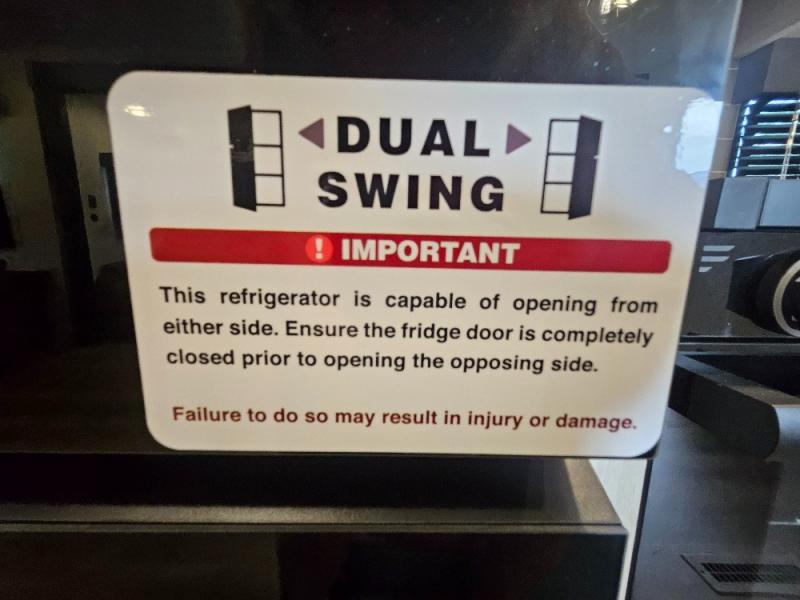 DUAL
SWING
! IMPORTANT
This refrigerator is capable of opening from
either side. Ensure the fridge door is completely
closed prior to opening the opposing side.
Failure to do so may result in injury or damage.